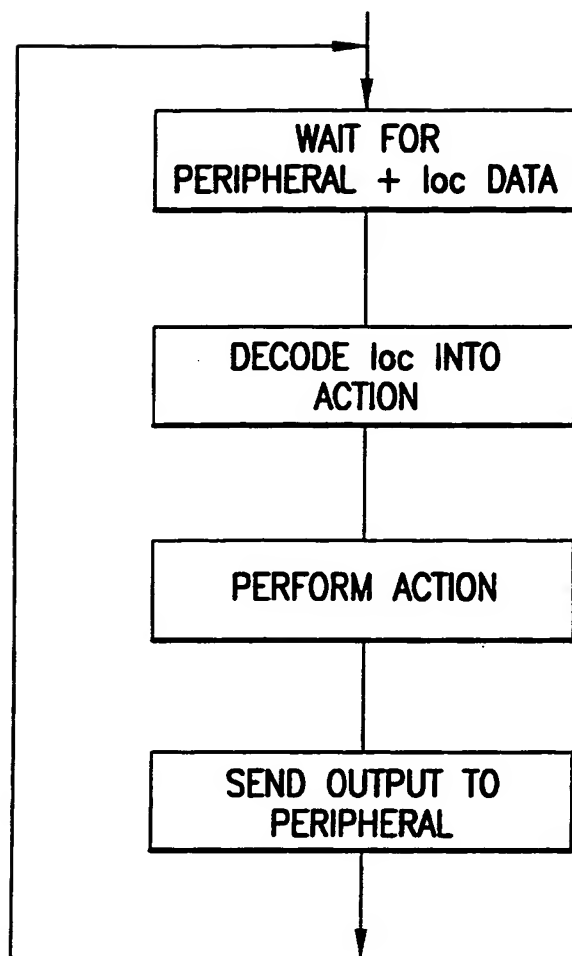 WAIT FOR
PERIPHERAL + loc DATA
DECODE loc INTO
ACTION
PERFORM ACTION
SEND OUTPUT TO
PERIPHERAL